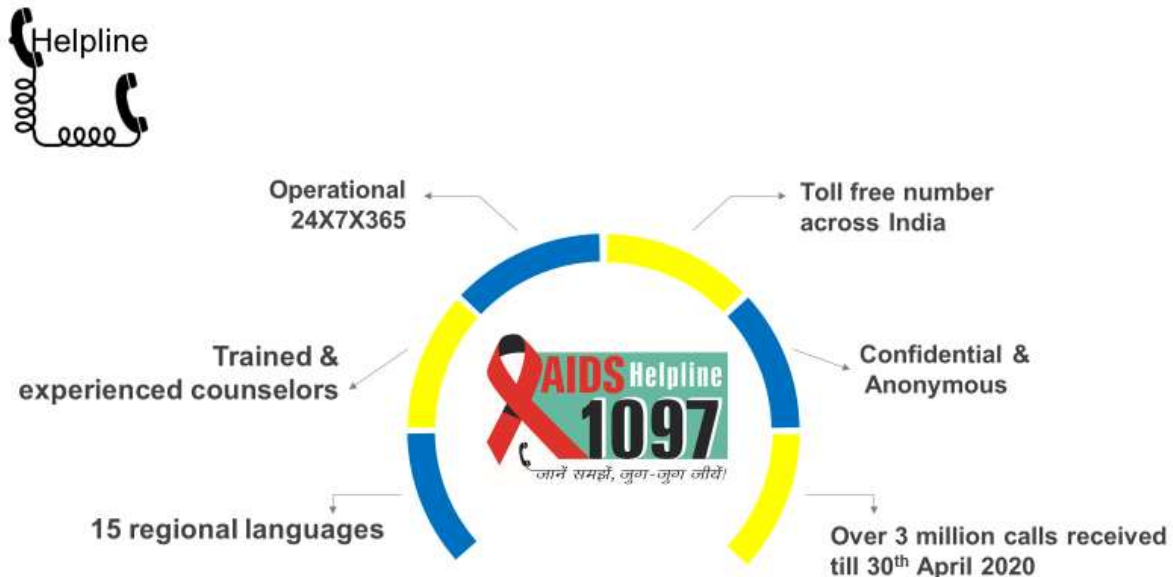 Helpline
Operational
24X7X365
Toll free number
across India
Trained &
experienced counselors
AIDS Helpline
1097
जानें समझें, जुग-जुग जीयें!
Confidential &
Anonymous
15 regional languages
Over 3 million calls received
till 30th April 2020